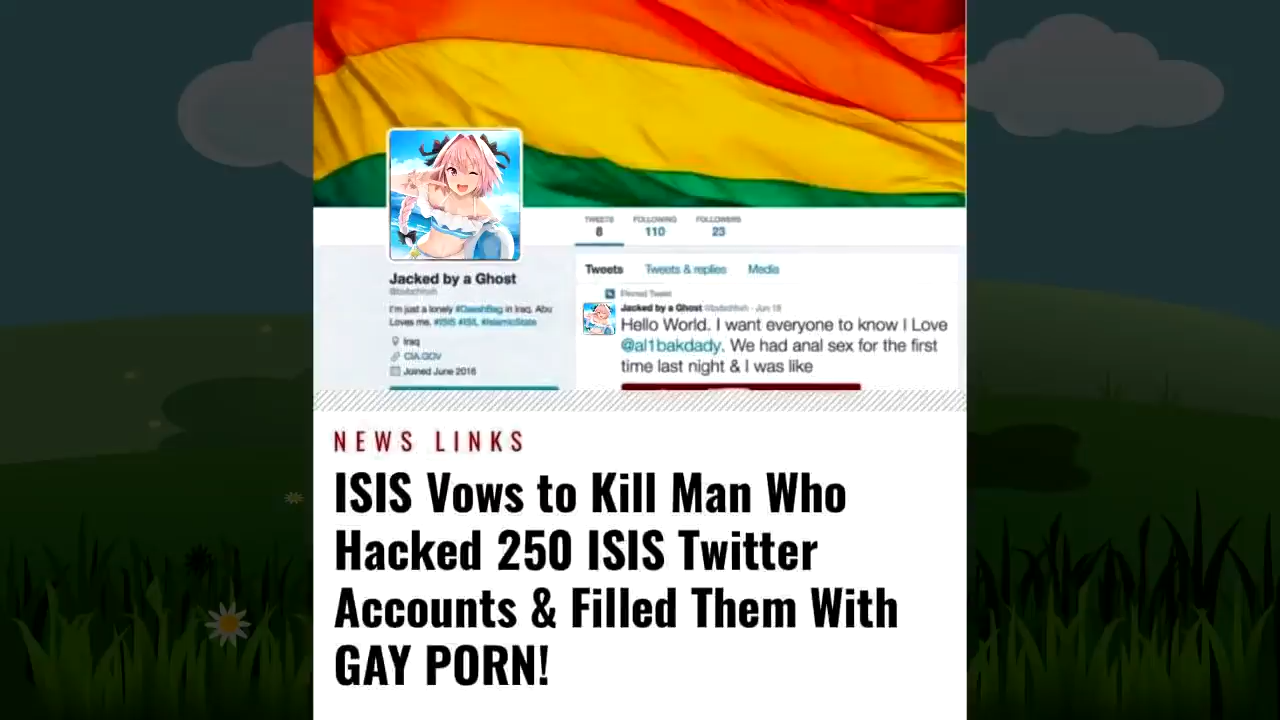 TWEETS FOLLOWING FOLLOWERS
8 110 23
Tweets Tweets & replies Media
Jacked by a Ghost
I'm just a lonely #DaeshBag in Iraq. Abu
Loves me. #ISIS #ISIL #IslamicState
Iraq
CIA.GOV
Joined June 2016
Pinned Tweet
Jacked by a Ghost
Hello World. I want everyone to know I Love
@al1bakdady. We had anal sex for the first
time last night & I was like
NEWS LINKS
ISIS Vows to Kill Man Who
Hacked 250 ISIS Twitter
Accounts & Filled Them With
GAY PORN!